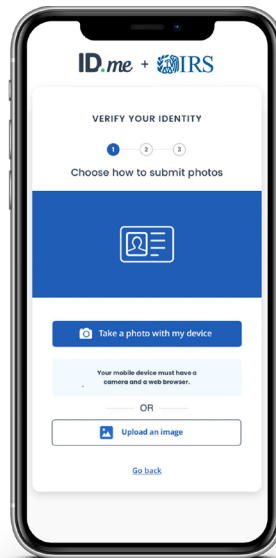 ID.me + IRS
VERIFY YOUR IDENTITY
1 2 3
Choose how to submit photos
Take a photo with my device
Your mobile device must have a
camera and a web browser.
OR
Upload an image
Go back